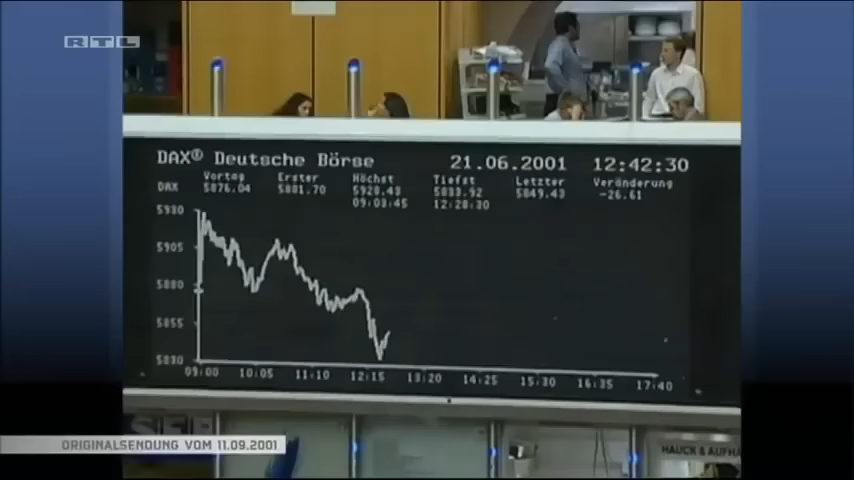 RTL
DAX® Deutsche Börse 21.06.2001 12:42:30
Vortag Erster Höchst Tiefst Letzter Veränderung
DAX 5876.04 5881.70 5928.43 5833.92 5849.43 -26.61
09:03:45 12:28:30
5930
5905
5880
5855
5830
09:00 10:05 11:10 12:15 13:20 14:25 15:30 16:35 17:40
ORIGINALSENDUNG VOM 11.09.2001
HAUCK & AUFHÄ